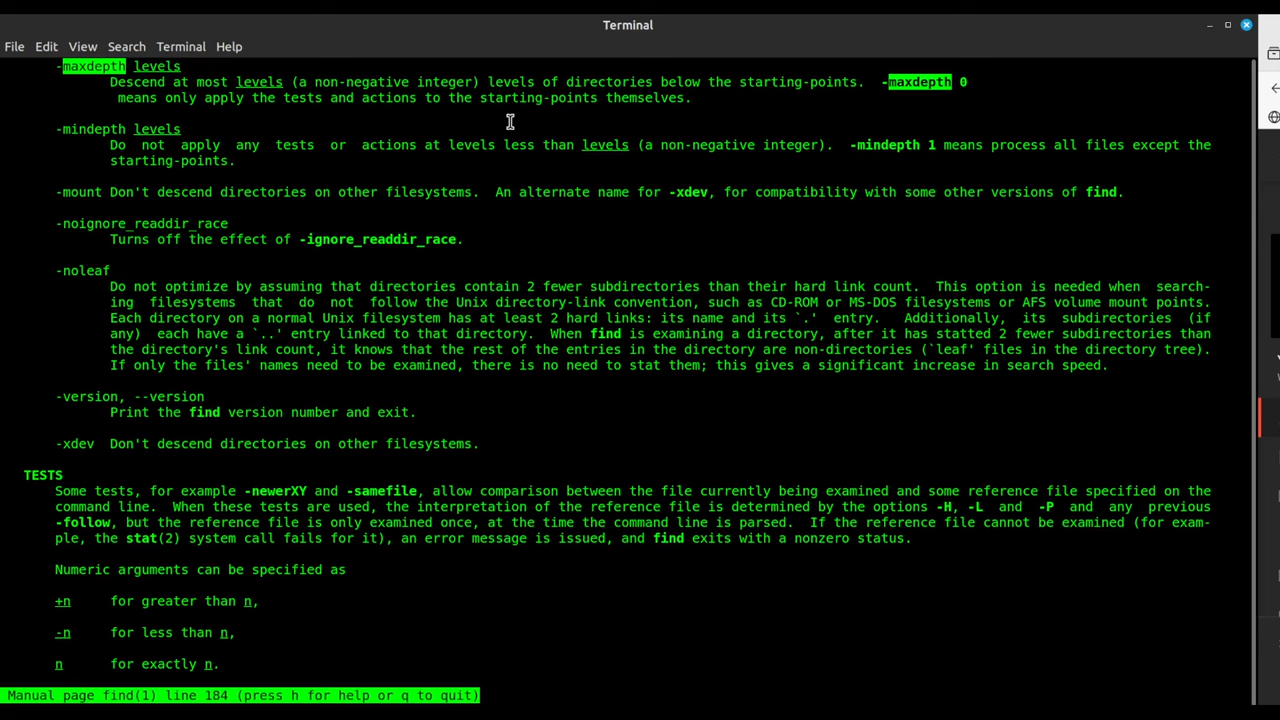 Terminal
File Edit View Search Terminal Help
-maxdepth levels
Descend at most levels (a non-negative integer) levels of directories below the starting-points.  -maxdepth 0
means only apply the tests and actions to the starting-points themselves.
-mindepth levels
Do  not  apply  any  tests  or  actions at levels less than levels (a non-negative integer).  -mindepth 1 means process all files except the
starting-points.
-mount Don't descend directories on other filesystems.  An alternate name for -xdev, for compatibility with some other versions of find.
-noignore_readdir_race
Turns off the effect of -ignore_readdir_race.
-noleaf
Do not optimize by assuming that directories contain 2 fewer subdirectories than their hard link count.  This option is needed when  search-
ing  filesystems  that  do  not  follow the Unix directory-link convention, such as CD-ROM or MS-DOS filesystems or AFS volume mount points.
Each directory on a normal Unix filesystem has at least 2 hard links: its name and its `.'  entry.   Additionally,  its  subdirectories  (if
any)  each have a `..' entry linked to that directory.  When find is examining a directory, after it has statted 2 fewer subdirectories than
the directory's link count, it knows that the rest of the entries in the directory are non-directories (`leaf' files in the directory tree).
If only the files' names need to be examined, there is no need to stat them; this gives a significant increase in search speed.
-version, --version
Print the find version number and exit.
-xdev  Don't descend directories on other filesystems.
TESTS
Some tests, for example -newerXY and -samefile, allow comparison between the file currently being examined and some reference file specified on the
command line.  When these tests are used, the interpretation of the reference file is determined by the options -H, -L  and  -P  and  any  previous
-follow, but the reference file is only examined once, at the time the command line is parsed.  If the reference file cannot be examined (for exam-
ple, the stat(2) system call fails for it), an error message is issued, and find exits with a nonzero status.
Numeric arguments can be specified as
+n     for greater than n,
-n     for less than n,
n      for exactly n.
Manual page find(1) line 184 (press h for help or q to quit)